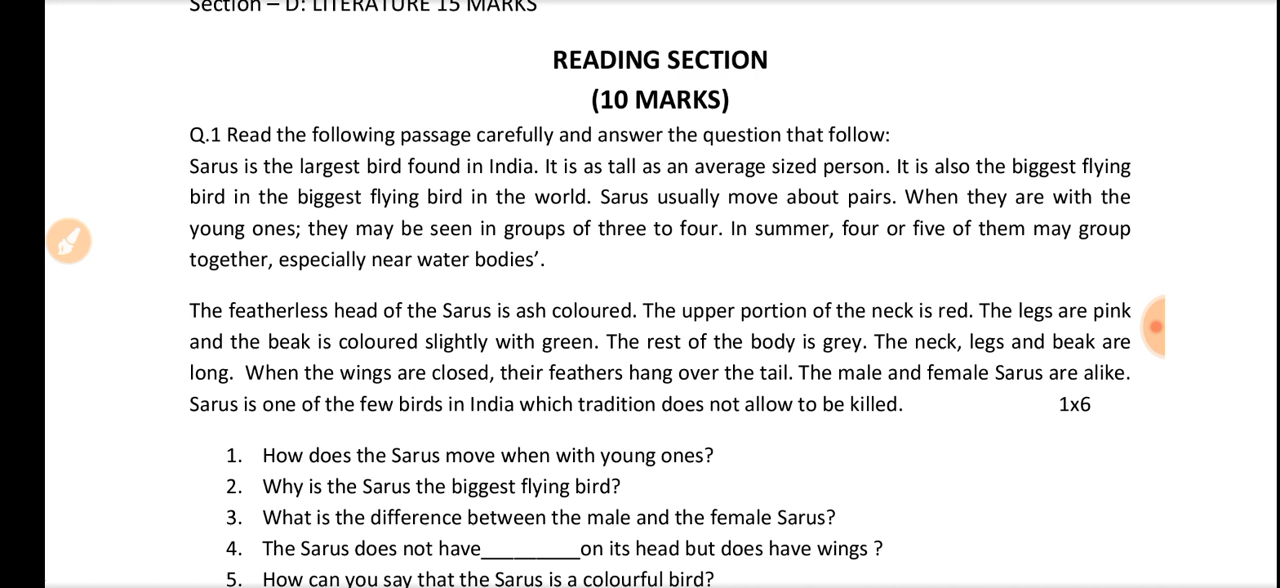 Section – D: LITERATURE 15 MARKS
READING SECTION
(10 MARKS)
Q.1 Read the following passage carefully and answer the question that follow:
Sarus is the largest bird found in India. It is as tall as an average sized person. It is also the biggest flying
bird in the biggest flying bird in the world. Sarus usually move about pairs. When they are with the
young ones; they may be seen in groups of three to four. In summer, four or five of them may group
together, especially near water bodies’.
The featherless head of the Sarus is ash coloured. The upper portion of the neck is red. The legs are pink
and the beak is coloured slightly with green. The rest of the body is grey. The neck, legs and beak are
long. When the wings are closed, their feathers hang over the tail. The male and female Sarus are alike.
Sarus is one of the few birds in India which tradition does not allow to be killed. 1x6
1. How does the Sarus move when with young ones?
2. Why is the Sarus the biggest flying bird?
3. What is the difference between the male and the female Sarus?
4. The Sarus does not have_________on its head but does have wings ?
5. How can you say that the Sarus is a colourful bird?